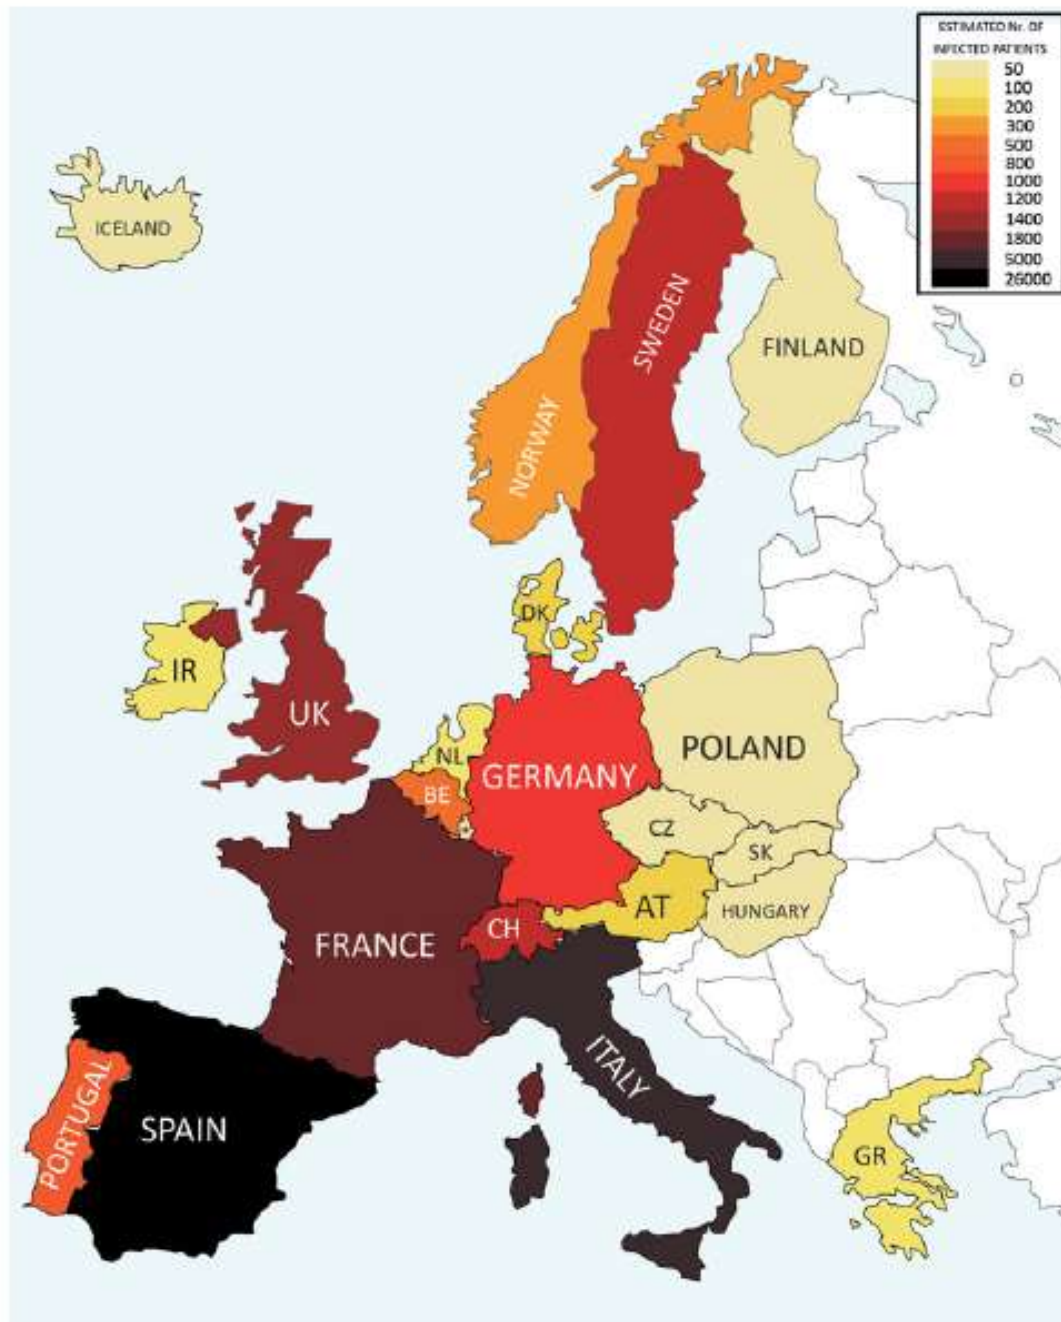 ESTIMATED Nr. OF
INFECTED PATIENTS
50
100
200
300
500
800
1000
1200
1400
1800
5000
26000
ICELAND
SWEDEN
FINLAND
NORWAY
DK
IR
UK
NL
BE
GERMANY
POLAND
CZ
SK
AT
HUNGARY
CH
FRANCE
ITALY
PORTUGAL
SPAIN
GR